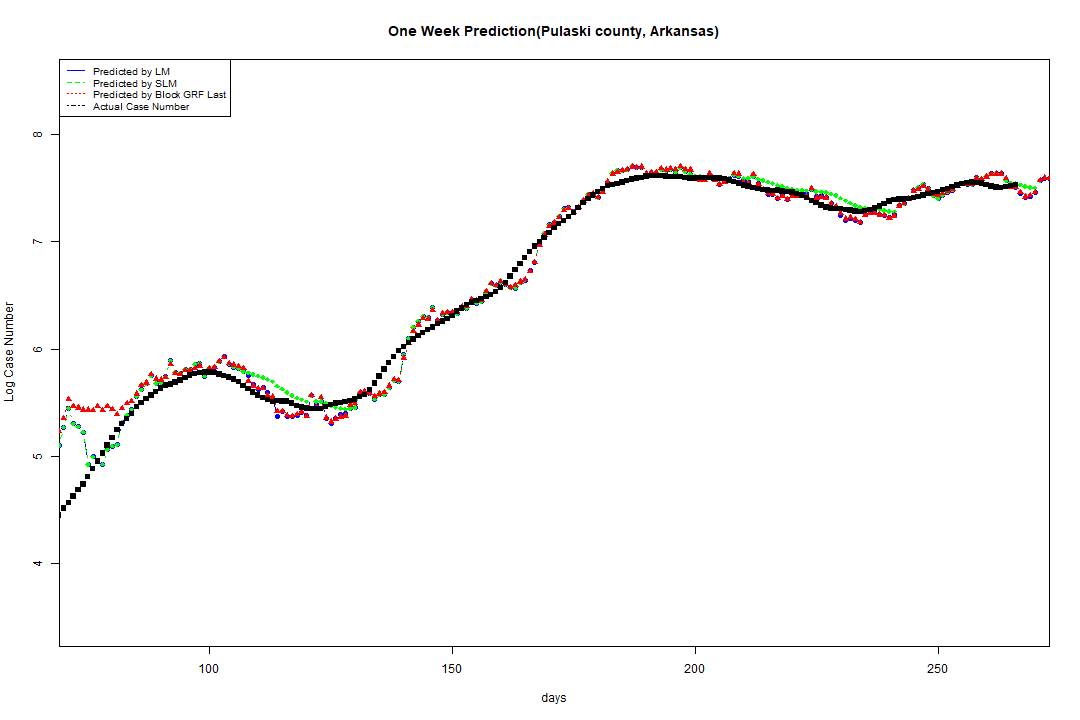 One Week Prediction(Pulaski county, Arkansas)
Predicted by LM
Predicted by SLM
Predicted by Block GRF Last
Actual Case Number
8
7
6
5
4
Log Case Number
100 150 200 250
days